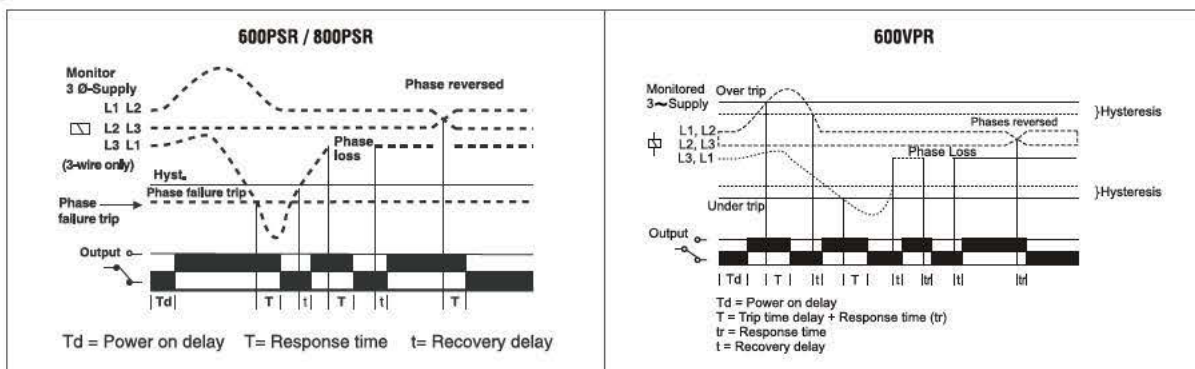 600PSR / 800PSR
Monitor
3 Ø-Supply
Phase reversed
L1 L2
L2 L3
L3 L1
Phase
loss
(3-wire only)
Hyst.
Phase failure trip
Phase
failure trip
Output
Td T t T t T
Td = Power on delay T= Response time t= Recovery delay
600VPR
Monitored
3~Supply
Over trip
}Hysteresis
Phases reversed
L1, L2
L2, L3
L3, L1
Phase Loss
}Hysteresis
Under trip
Output
Td T t T t tr t tr
Td = Power on delay
T = Trip time delay + Response time (tr)
tr = Response time
t = Recovery delay